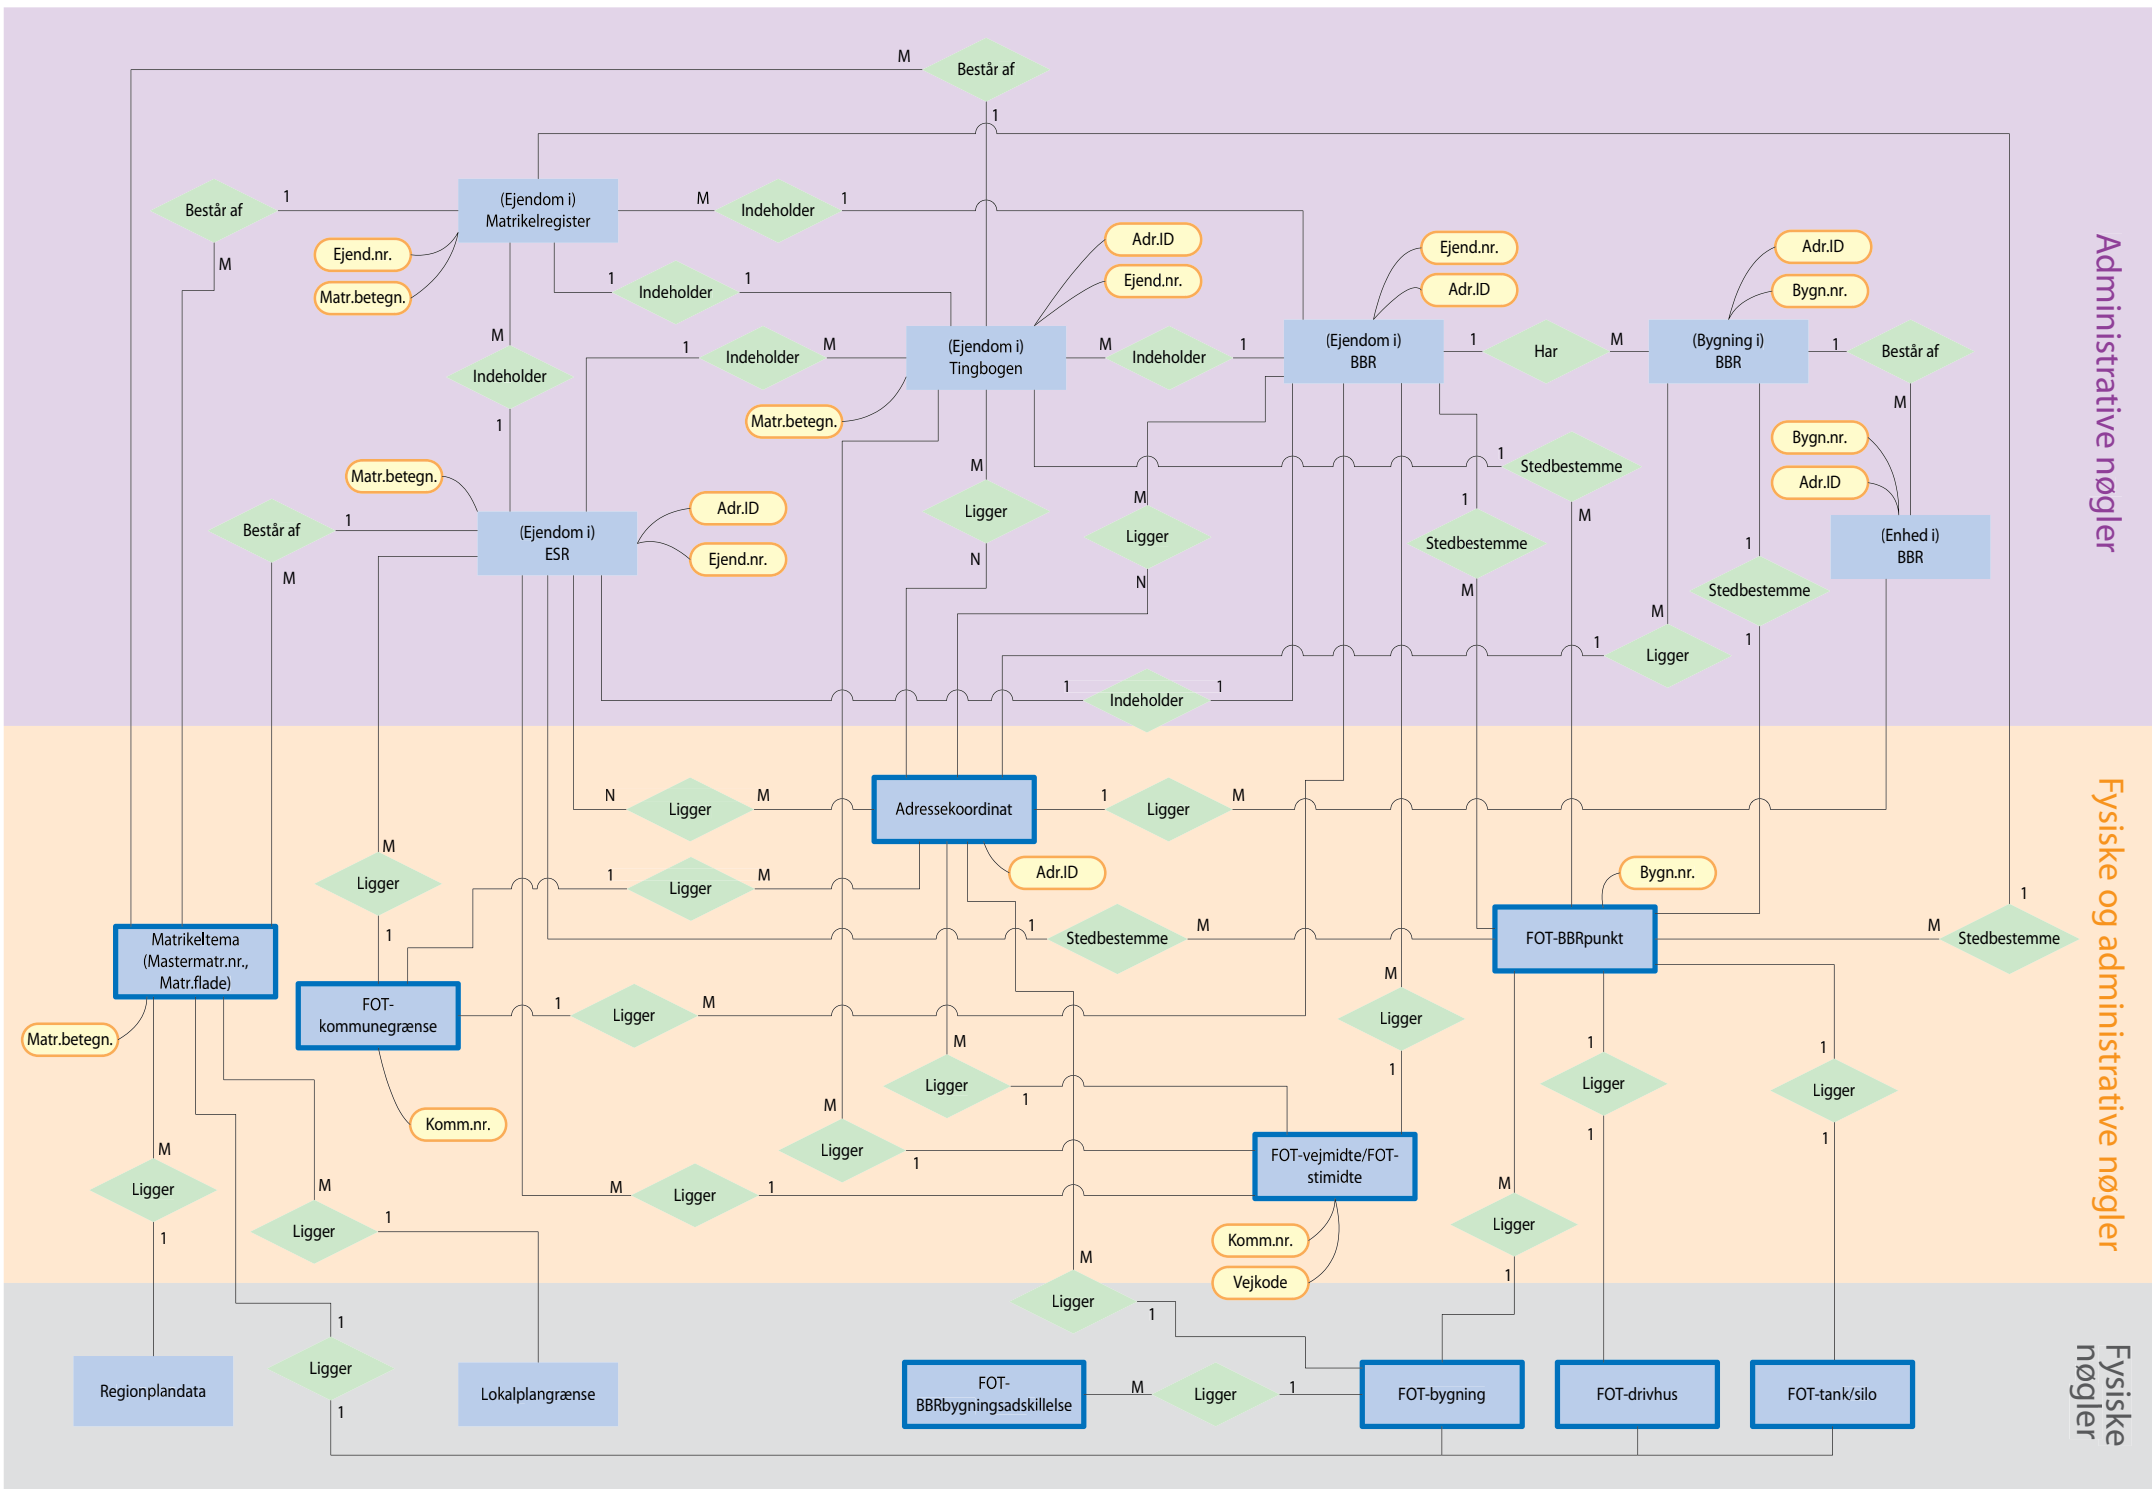 M
Består af
1
Består af
1
(Ejendom i)
Matrikelregister
M
Indeholder
1
M
Ejend.nr.
Matr.betegn.
1
Indeholder
1
Adr.ID
Ejend.nr.
Ejend.nr.
Adr.ID
Adr.ID
Bygn.nr.
M
Indeholder
1
1
Indeholder
M
(Ejendom i)
Tingbogen
M
Indeholder
1
(Ejendom i)
BBR
1
Har
M
(Bygning i)
BBR
1
Består af
M
Matr.betegn.
Bygn.nr.
Adr.ID
Matr.betegn.
Består af
1
M
(Ejendom i)
ESR
Adr.ID
Ejend.nr.
M
Ligger
N
M
Ligger
N
1
Stedbestemme
M
1
Stedbestemme
M
(Enhed i)
BBR
1
Stedbestemme
1
M
Ligger
1
1
Indeholder
1
Administrative nøgler
N
Ligger
M
Adressekoordinat
1
Ligger
M
M
Ligger
1
1
Ligger
M
Adr.ID
Bygn.nr.
Matrikeltema
(Mastermatr.nr.,
Matr.flade)
1
Stedbestemme
M
FOT-BBRpunkt
M
1
Stedbestemme
Matr.betegn.
FOT-
kommunegrænse
1
Ligger
M
M
Ligger
1
M
Ligger
1
1
Ligger
1
1
Ligger
1
Komm.nr.
M
Ligger
1
M
Ligger
1
M
Ligger
1
M
Ligger
1
FOT-vejmidte/FOT-
stimidte
M
Ligger
1
Komm.nr.
Vejkode
Fysiske og administrative nøgler
M
Ligger
1
1
Ligger
1
Regionplandata
Lokalplangrænse
FOT-
BBRbygningsadskillelse
M
Ligger
1
FOT-bygning
FOT-drivhus
FOT-tank/silo
Fysiske
nøgler